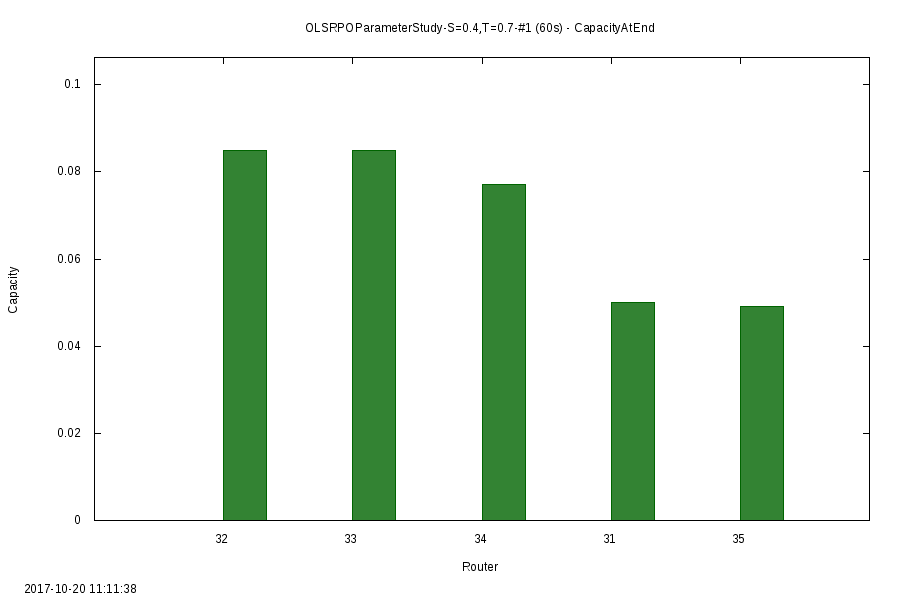 OLSRPOParameterStudy-S=0.4,T=0.7-#1 (60s) - CapacityAtEnd
0.1
0.08
0.06
0.04
0.02
0
Capacity
32 33 34 31 35
Router
2017-10-20 11:11:38